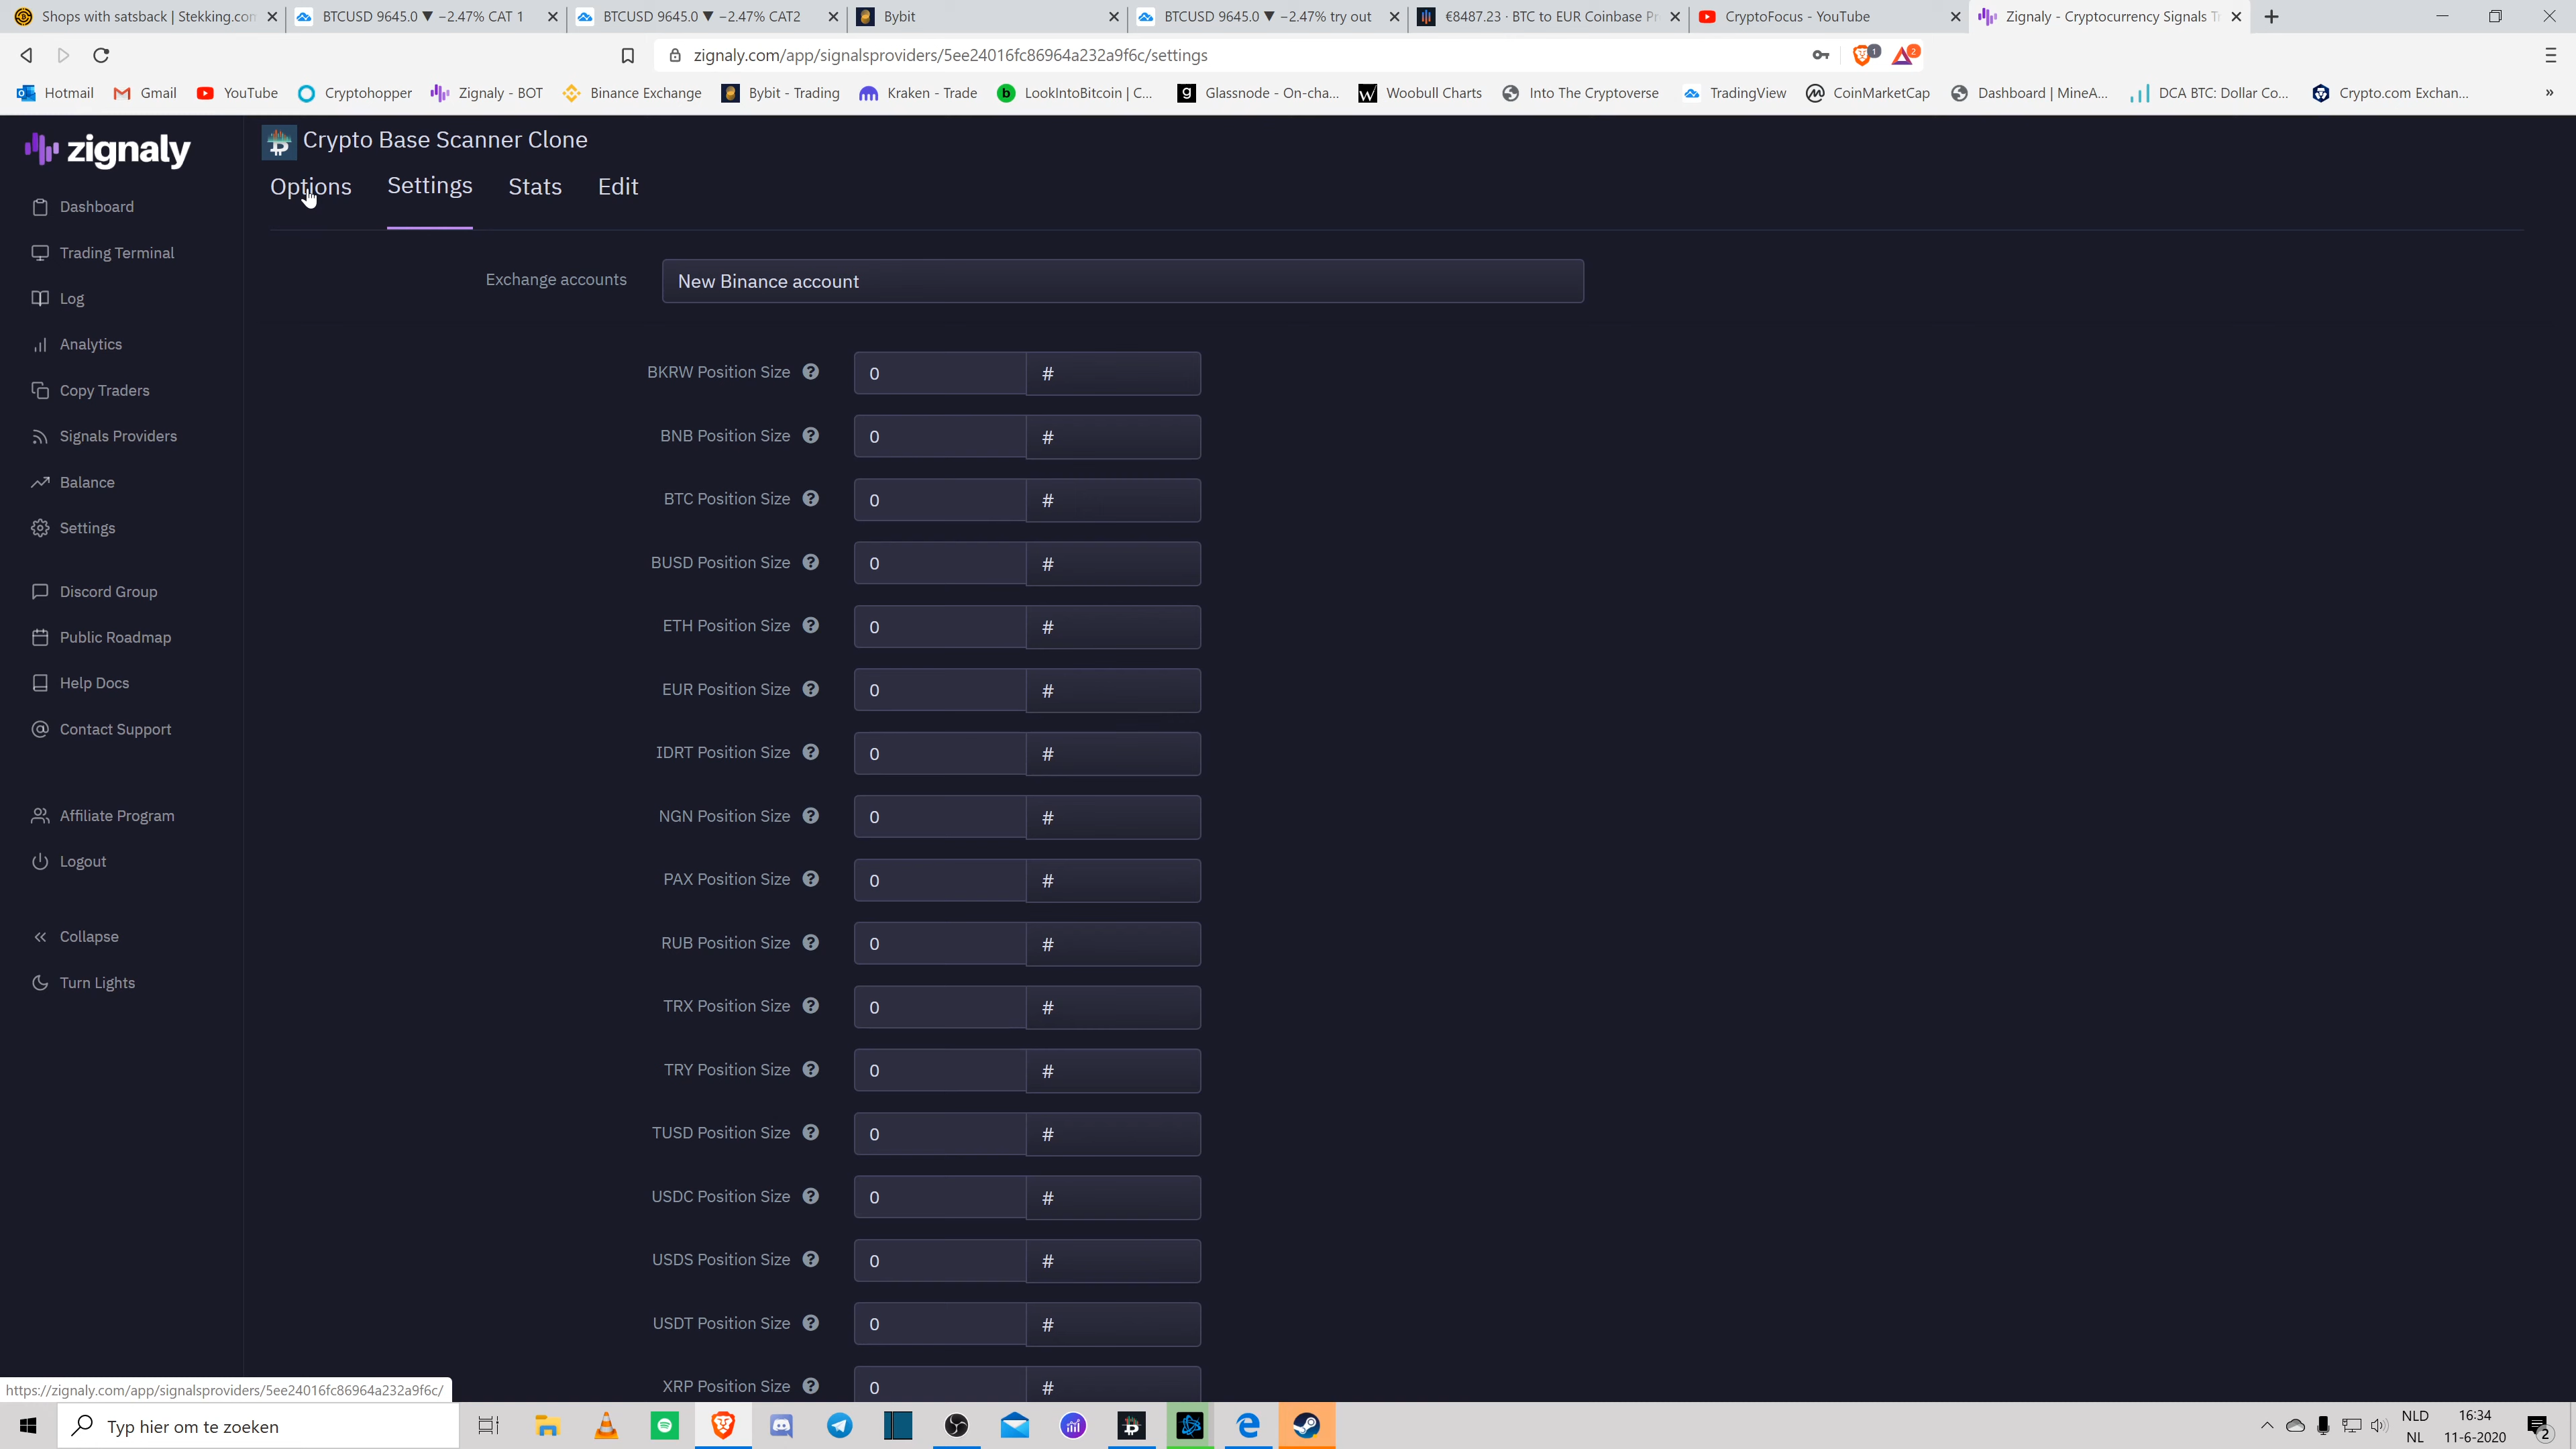 Shops with satsback | Stekking.com
BTCUSD 9645.0 ▼ −2.47% CAT 1
BTCUSD 9645.0 ▼ −2.47% CAT2
Bybit
BTCUSD 9645.0 ▼ −2.47% try out
€8487.23 · BTC to EUR Coinbase Pr
CryptoFocus - YouTube
Zignaly - Cryptocurrency Signals Tr
zignaly.com/app/signalsproviders/5ee24016fc86964a232a9f6c/settings
1
2
Hotmail
Gmail
YouTube
Cryptohopper
Zignaly - BOT
Binance Exchange
Bybit - Trading
Kraken - Trade
LookIntoBitcoin | C...
Glassnode - On-cha...
Woobull Charts
Into The Cryptoverse
TradingView
CoinMarketCap
Dashboard | MineA...
DCA BTC: Dollar Co...
Crypto.com Exchan...
»
zignaly
Dashboard
Trading Terminal
Log
Analytics
Copy Traders
Signals Providers
Balance
Settings
Discord Group
Public Roadmap
Help Docs
Contact Support
Affiliate Program
Logout
Collapse
Turn Lights
Crypto Base Scanner Clone
Options Settings Stats Edit
Exchange accounts New Binance account
BKRW Position Size ? 0 #
BNB Position Size ? 0 #
BTC Position Size ? 0 #
BUSD Position Size ? 0 #
ETH Position Size ? 0 #
EUR Position Size ? 0 #
IDRT Position Size ? 0 #
NGN Position Size ? 0 #
PAX Position Size ? 0 #
RUB Position Size ? 0 #
TRX Position Size ? 0 #
TRY Position Size ? 0 #
TUSD Position Size ? 0 #
USDC Position Size ? 0 #
USDS Position Size ? 0 #
USDT Position Size ? 0 #
XRP Position Size ? 0 #
https://zignaly.com/app/signalsproviders/5ee24016fc86964a232a9f6c/
Typ hier om te zoeken
NLD
NL
16:34
11-6-2020
2